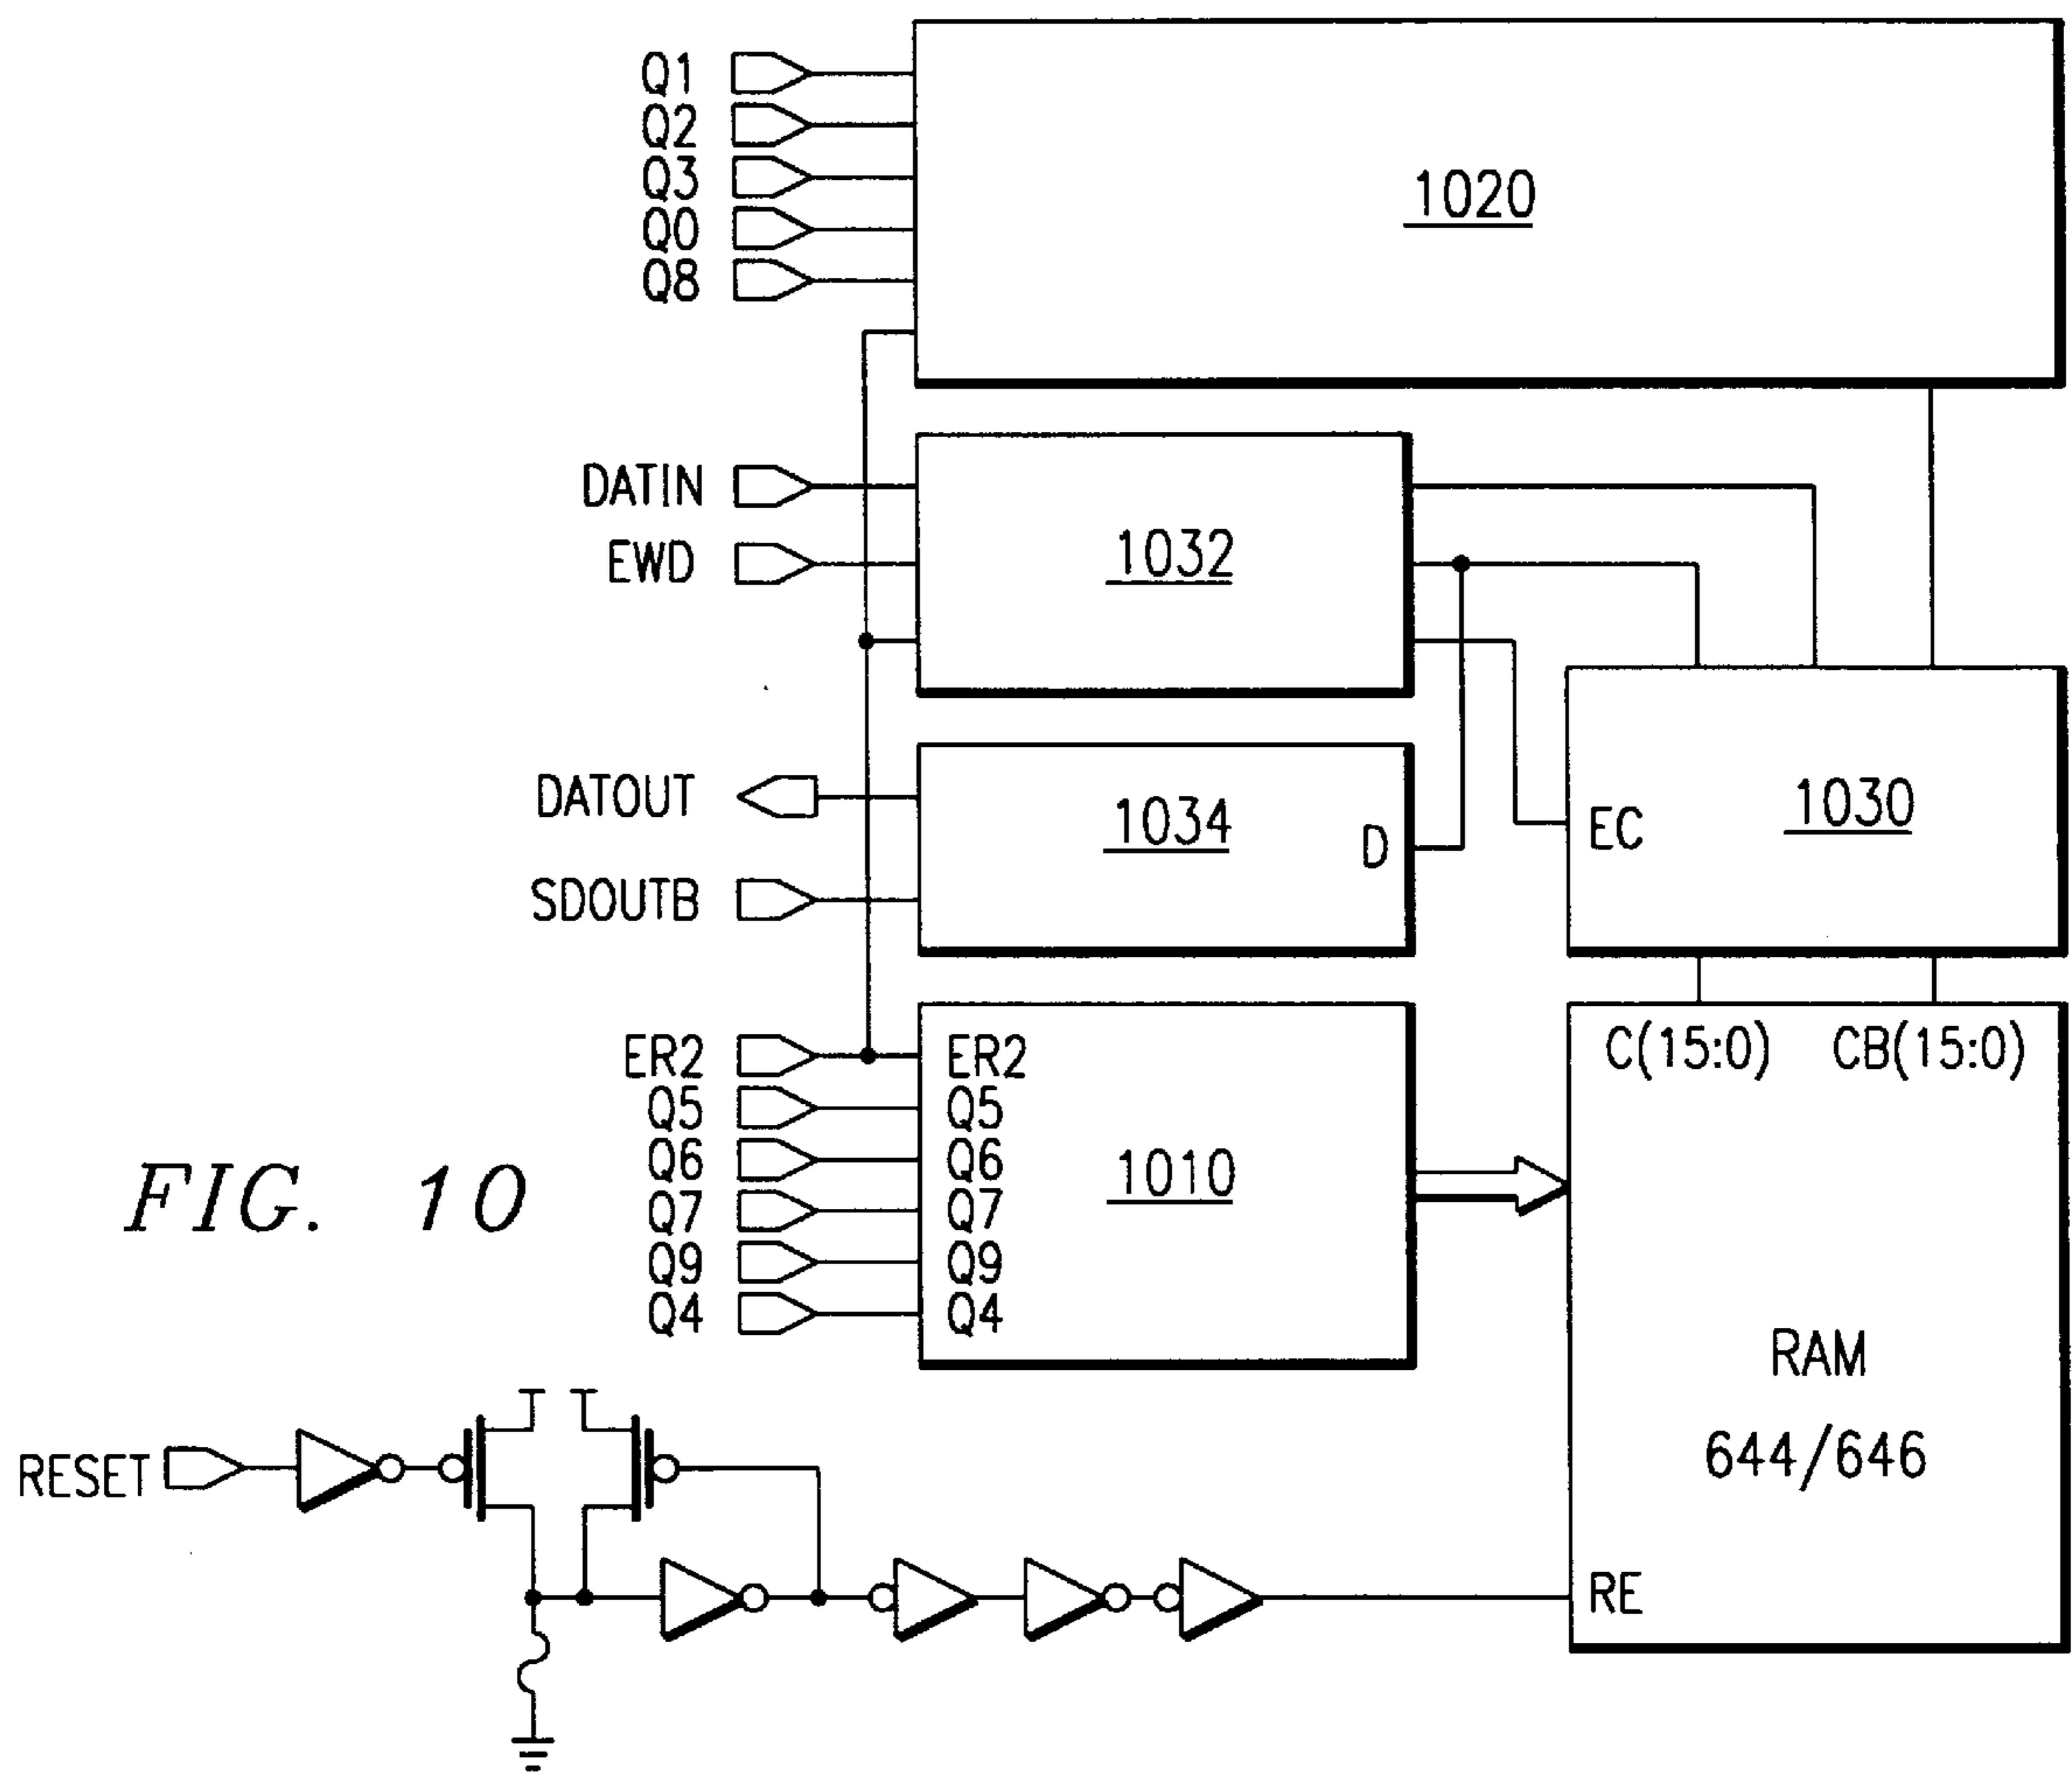 Q1
Q2
Q3
Q0
Q8
1020
DATIN
EWD
1032
DATOUT
SDOUTB
1034
D
EC
1030
ER2
Q5
Q6
Q7
Q9
Q4
ER2
Q5
Q6
Q7
Q9
Q4
1010
C(15:0) CB(15:0)
RAM
644/646
RE
RESET
FIG. 10